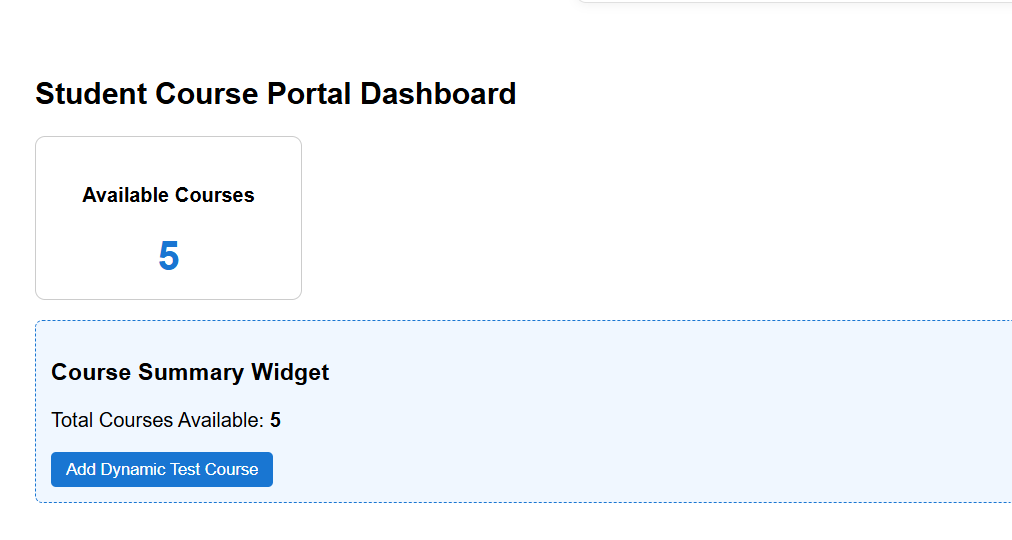 Student Course Portal Dashboard
Available Courses
5
Course Summary Widget
Total Courses Available: 5
Add Dynamic Test Course